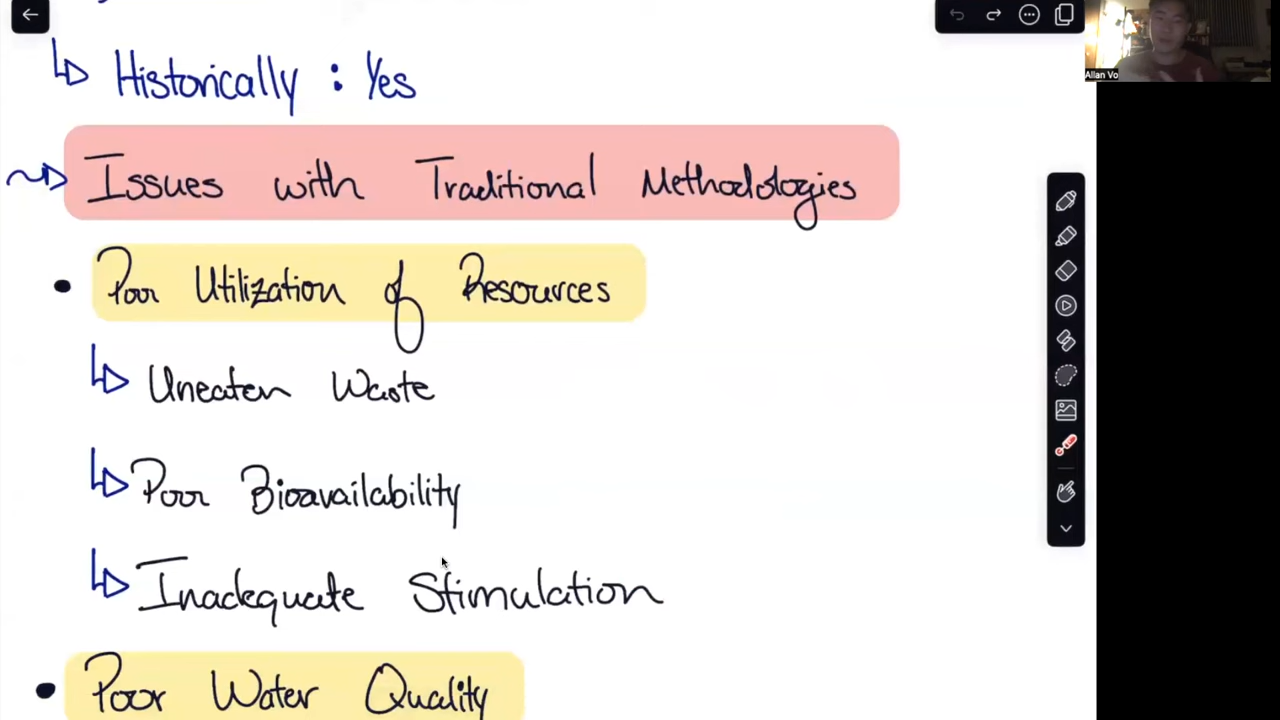 Historically : Yes
Allan Vo
Issues with Traditional Methodologies
Poor Utilization of Resources
Uneaten Waste
Poor Bioavailability
Inadequate Stimulation
Poor Water Quality